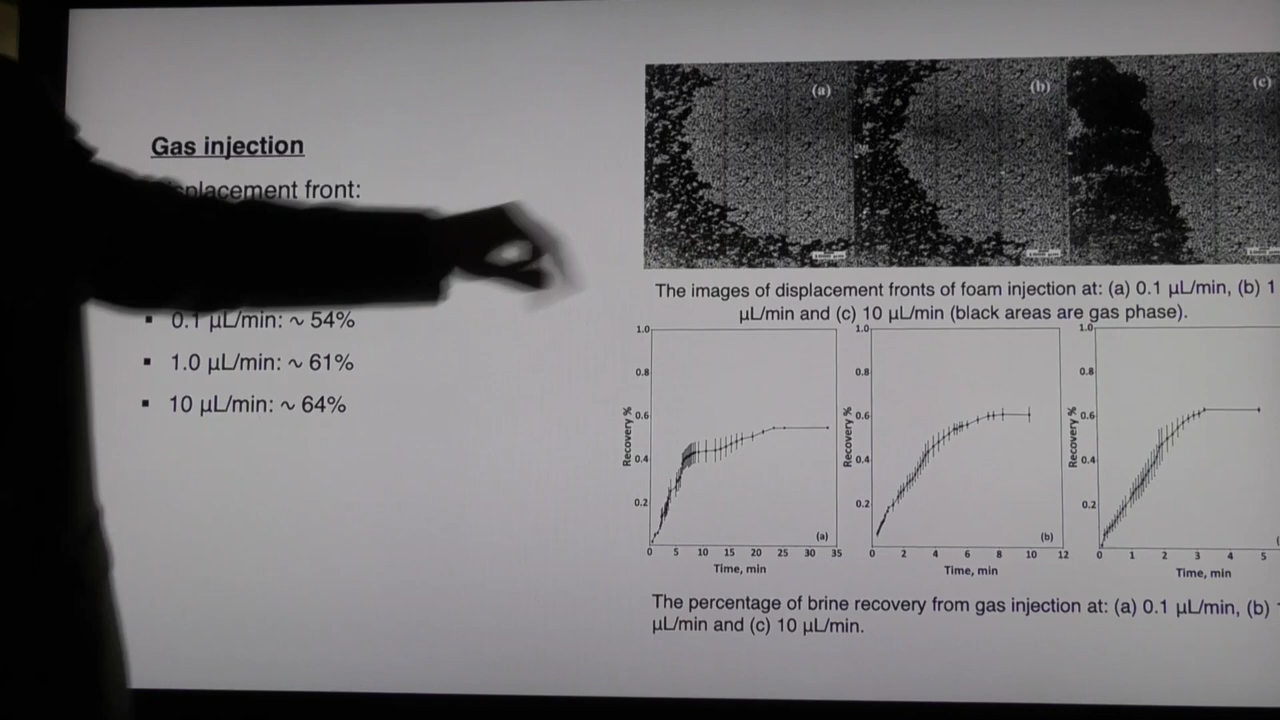 Gas injection
displacement front:
▪ 0.1 µL/min: ~ 54%
▪ 1.0 µL/min: ~ 61%
▪ 10 µL/min: ~ 64%
(a) (b) (c)
The images of displacement fronts of foam injection at: (a) 0.1 µL/min, (b) 1
µL/min and (c) 10 µL/min (black areas are gas phase).
1.0
0.8
0.6
0.4
0.2
Recovery %
0 5 10 15 20 25 30 35
Time, min
(a)
1.0
0.8
0.6
0.4
0.2
Recovery %
0 2 4 6 8 10 12
Time, min
(b)
1.0
0.8
0.6
0.4
0.2
Recovery %
0 1 2 3 4 5
Time, min
The percentage of brine recovery from gas injection at: (a) 0.1 µL/min, (b)
µL/min and (c) 10 µL/min.